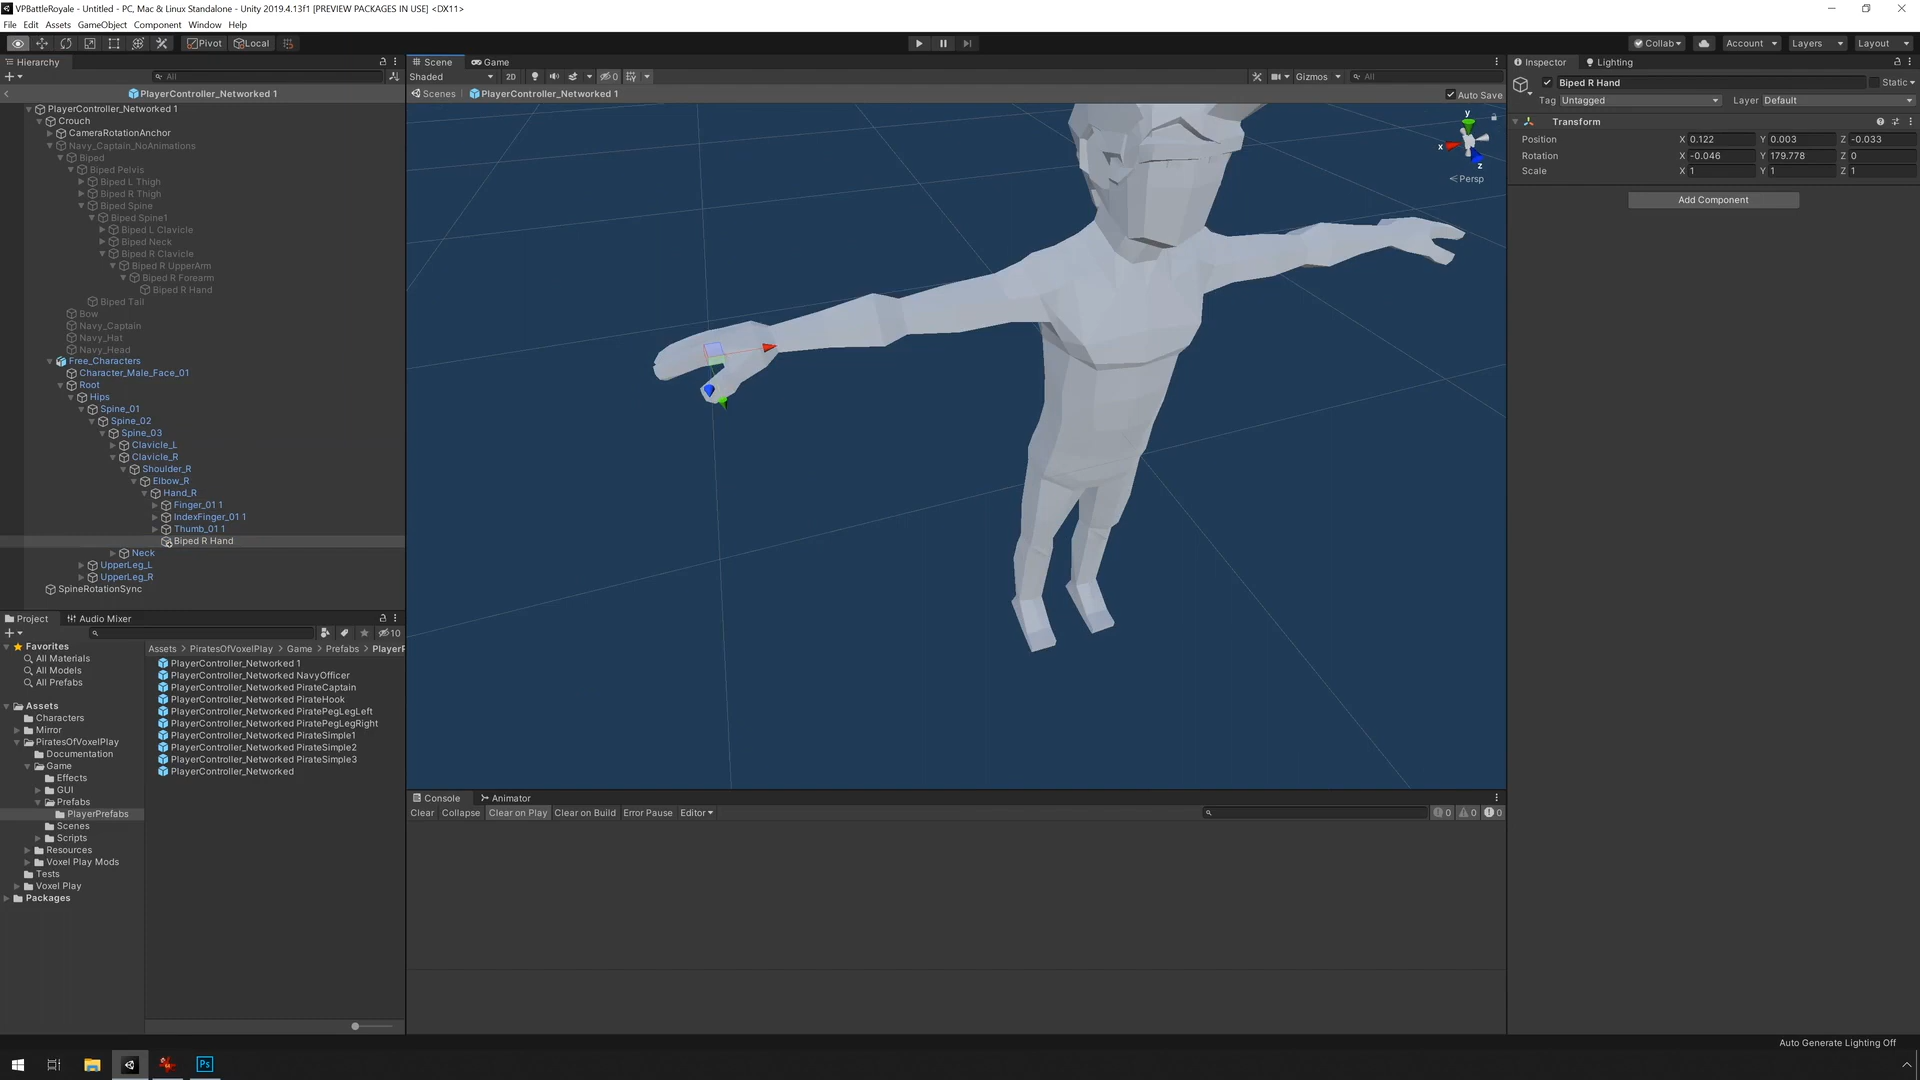 VPBattleRoyale - Untitled - PC, Mac & Linux Standalone - Unity 2019.4.13f1 [PREVIEW PACKAGES IN USE] <DX11>
File Edit Assets GameObject Component Window Help
Pivot Local Collab Account Layers Layout
Hierarchy
All
PlayerController_Networked 1
PlayerController_Networked 1
Crouch
CameraRotationAnchor
Navy_Captain_NoAnimations
Biped
Biped Pelvis
Biped L Thigh
Biped R Thigh
Biped Spine
Biped Spine1
Biped L Clavicle
Biped Neck
Biped R Clavicle
Biped R UpperArm
Biped R Forearm
Biped R Hand
Biped Tail
Bow
Navy_Captain
Navy_Hat
Navy_Head
Free_Characters
Character_Male_Face_01
Root
Hips
Spine_01
Spine_02
Spine_03
Clavicle_L
Clavicle_R
Shoulder_R
Elbow_R
Hand_R
Finger_01 1
IndexFinger_01 1
Thumb_01 1
Biped R Hand
Neck
UpperLeg_L
UpperLeg_R
SpineRotationSync
Scene Game
Shaded 2D 0 Gizmos All
Scenes PlayerController_Networked 1 Auto Save
y
x
z
Persp
Inspector Lighting
Biped R Hand Static
Tag Untagged Layer Default
Transform
Position X 0.122 Y 0.003 Z -0.033
Rotation X -0.046 Y 179.778 Z 0
Scale X 1 Y 1 Z 1
Add Component
Project Audio Mixer
10
Favorites
All Materials
All Models
All Prefabs
Assets
Characters
Mirror
PiratesOfVoxelPlay
Documentation
Game
Effects
GUI
Prefabs
PlayerPrefabs
Scenes
Scripts
Resources
Voxel Play Mods
Tests
Voxel Play
Packages
Assets > PiratesOfVoxelPlay > Game > Prefabs > PlayerP
PlayerController_Networked 1
PlayerController_Networked NavyOfficer
PlayerController_Networked PirateCaptain
PlayerController_Networked PirateHook
PlayerController_Networked PiratePegLegLeft
PlayerController_Networked PiratePegLegRight
PlayerController_Networked PirateSimple1
PlayerController_Networked PirateSimple2
PlayerController_Networked PirateSimple3
PlayerController_Networked
Console Animator
Clear Collapse Clear on Play Clear on Build Error Pause Editor 0 0 0
Auto Generate Lighting Off
Ps